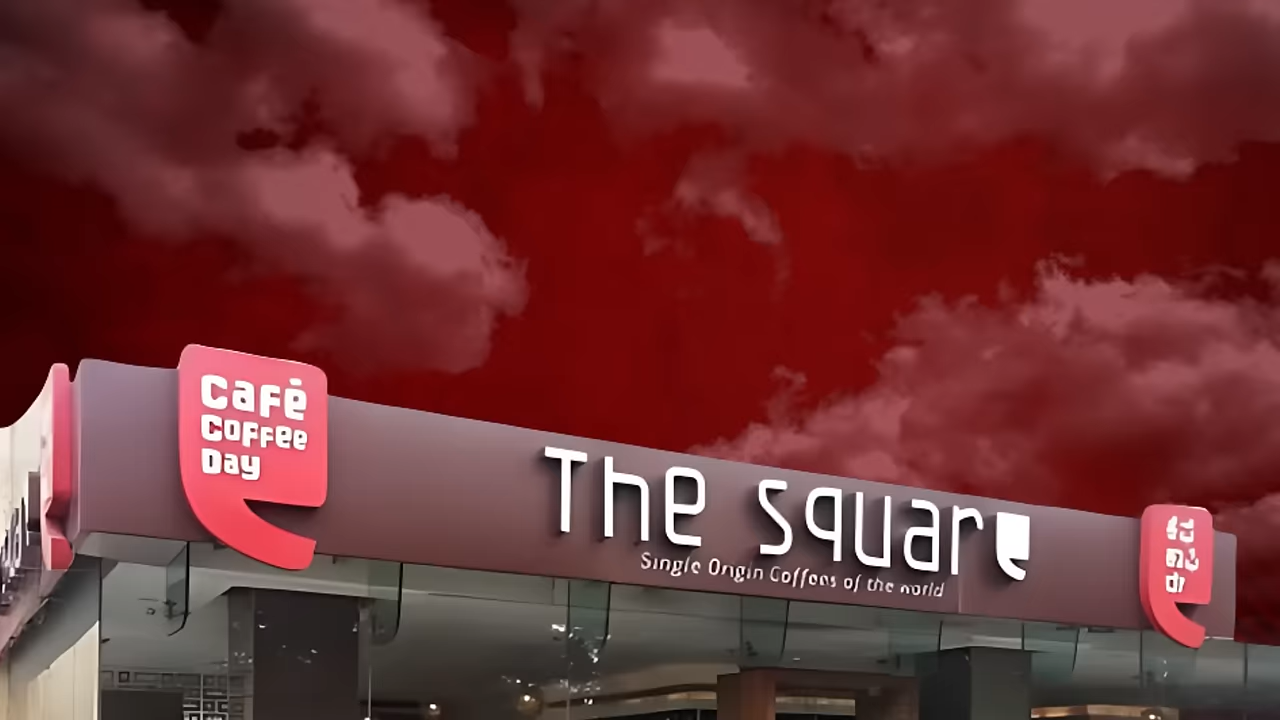 Café
Coffee
Day
The square
Single Origin Coffees of the world